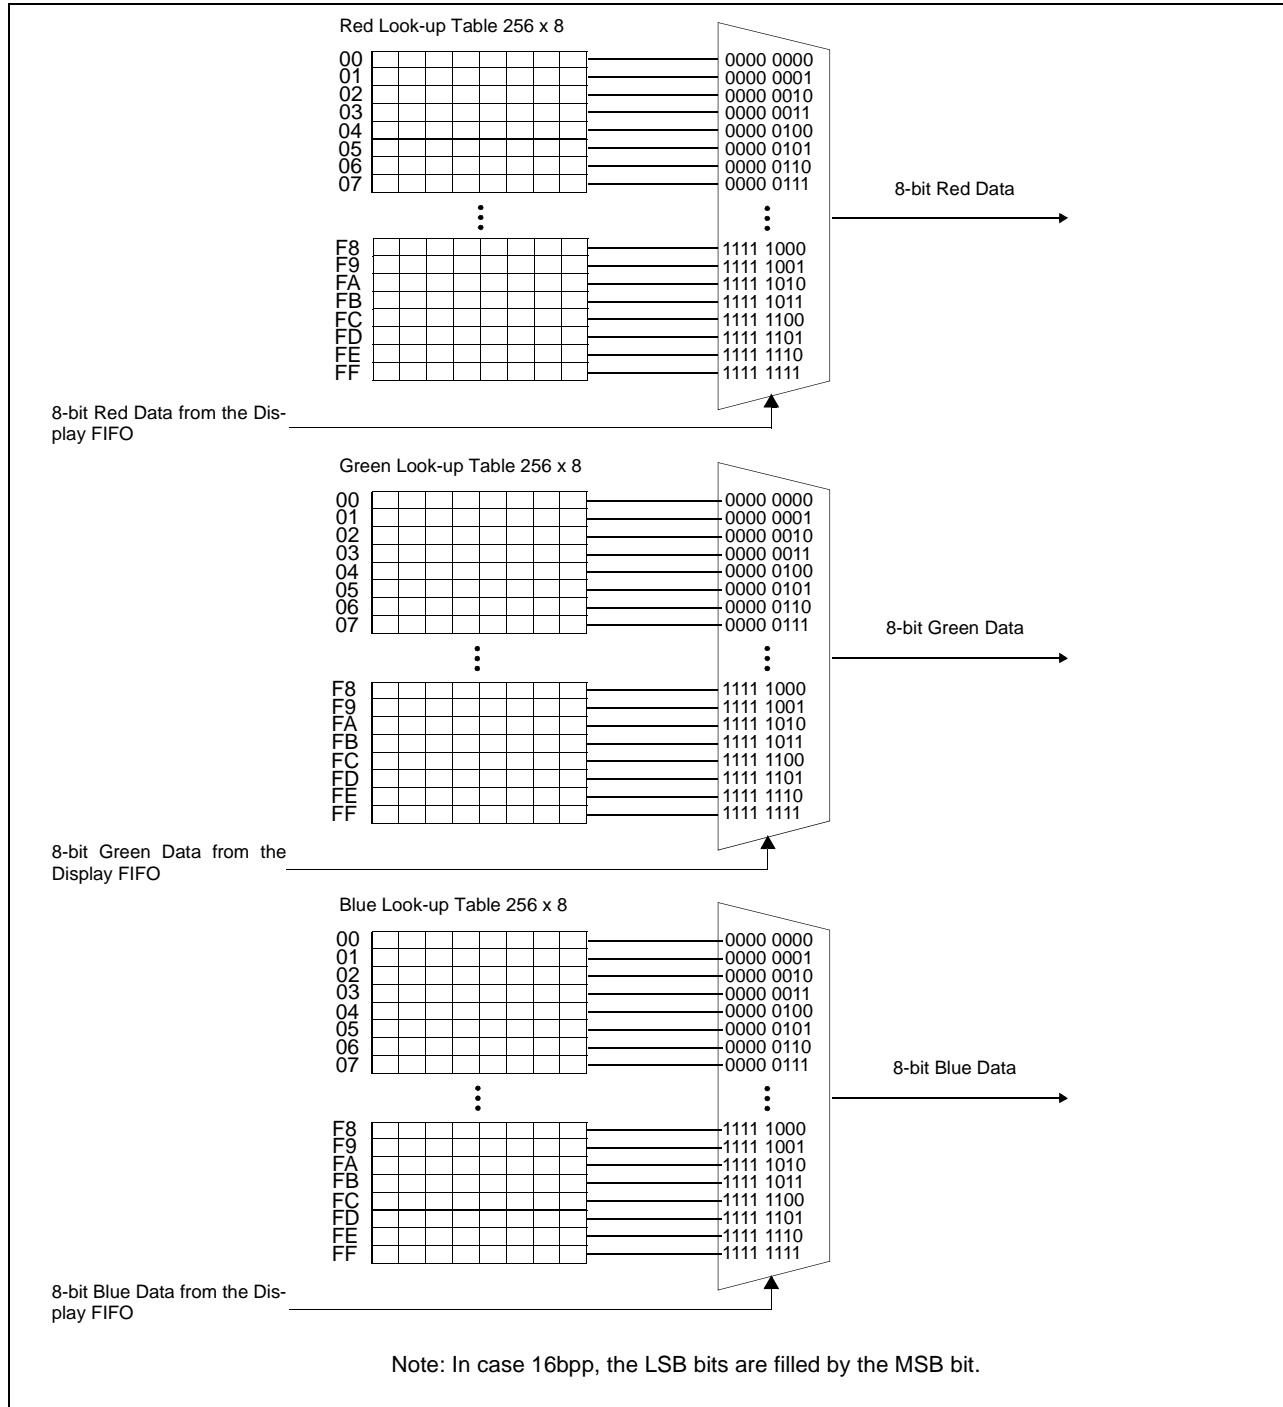 Red Look-up Table 256 x 8
00 0000 0000
01 0000 0001
02 0000 0010
03 0000 0011
04 0000 0100
05 0000 0101
06 0000 0110
07 0000 0111
8-bit Red Data
F8 1111 1000
F9 1111 1001
FA 1111 1010
FB 1111 1011
FC 1111 1100
FD 1111 1101
FE 1111 1110
FF 1111 1111
8-bit Red Data from the Dis-
play FIFO
Green Look-up Table 256 x 8
00 0000 0000
01 0000 0001
02 0000 0010
03 0000 0011
04 0000 0100
05 0000 0101
06 0000 0110
07 0000 0111
8-bit Green Data
F8 1111 1000
F9 1111 1001
FA 1111 1010
FB 1111 1011
FC 1111 1100
FD 1111 1101
FE 1111 1110
FF 1111 1111
8-bit Green Data from the
Display FIFO
Blue Look-up Table 256 x 8
00 0000 0000
01 0000 0001
02 0000 0010
03 0000 0011
04 0000 0100
05 0000 0101
06 0000 0110
07 0000 0111
8-bit Blue Data
F8 1111 1000
F9 1111 1001
FA 1111 1010
FB 1111 1011
FC 1111 1100
FD 1111 1101
FE 1111 1110
FF 1111 1111
8-bit Blue Data from the Dis-
play FIFO
Note: In case 16bpp, the LSB bits are filled by the MSB bit.